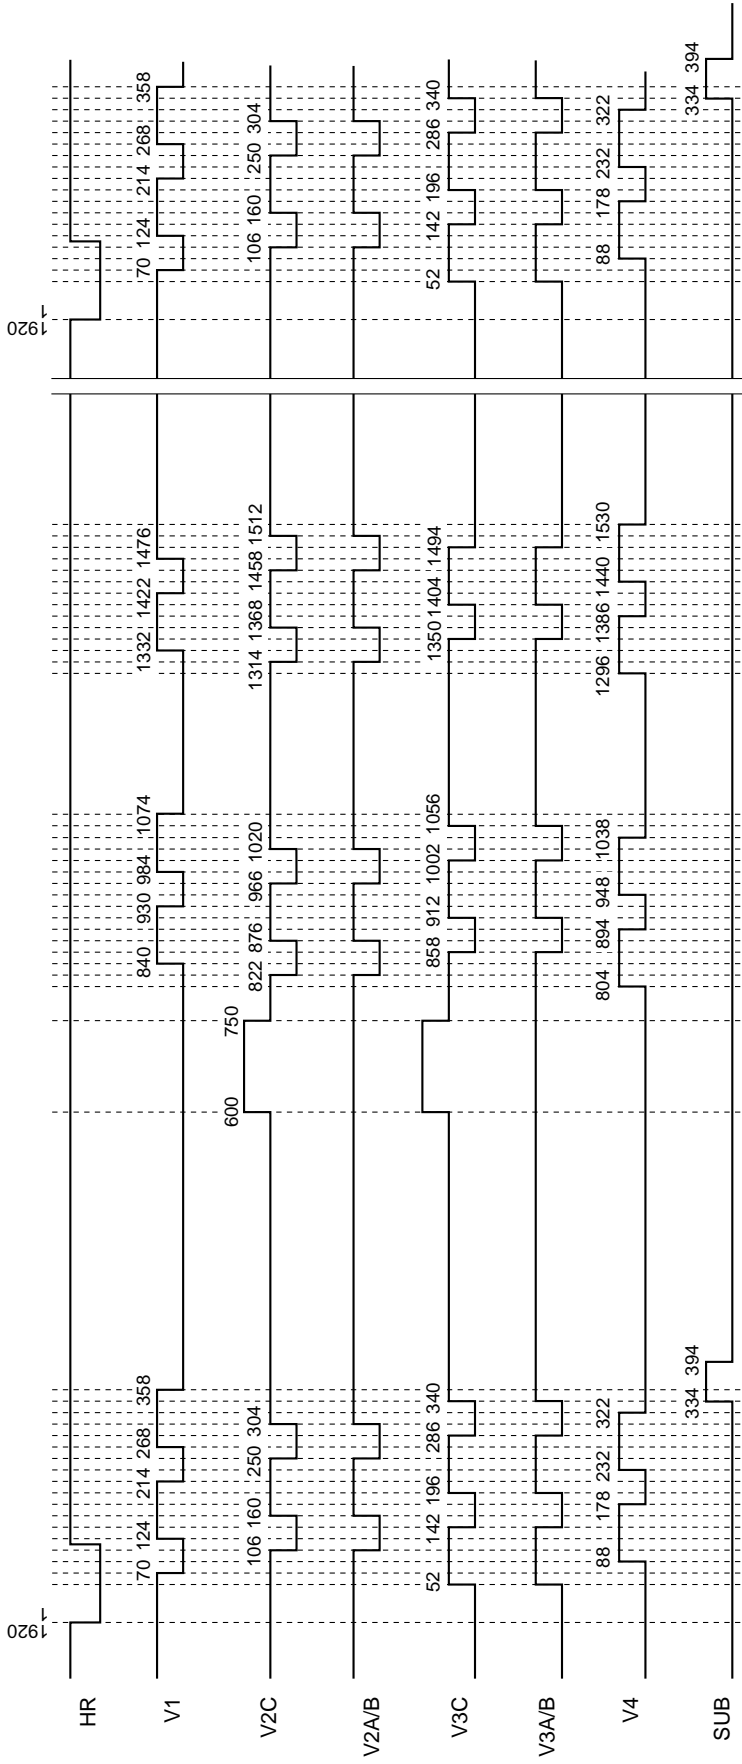 HR
1920
1
1920
1
V1
70 124 214 268 358
840 930 984 1074
1332 1422 1476
70 124 214 268 358
V2C
106 160 250 304
600 750
822 876 966 1020
1314 1368 1458 1512
106 160 250 304
V2A/B
V3C
52 142 196 286 340
858 912 1002 1056
1350 1404 1494
52 142 196 286 340
V3A/B
V4
88 178 232 322
804 894 948 1038
1296 1386 1440 1530
88 178 232 322
SUB
334 394
334 394